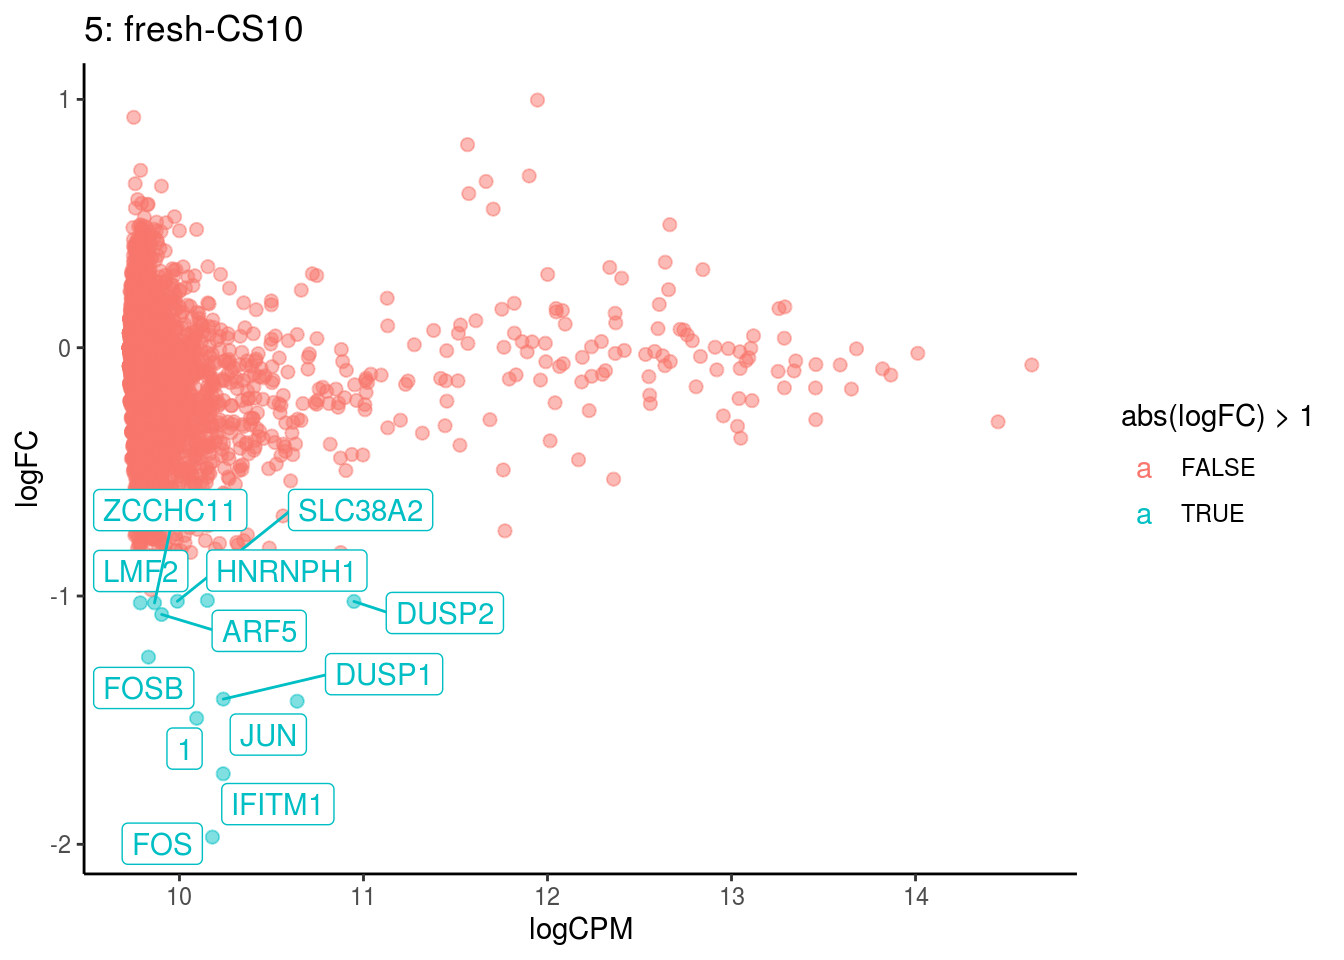 5: fresh-CS10
1
0
-1
-2
logFC
ZCCHC11
SLC38A2
LMF2
HNRNPH1
DUSP2
ARF5
DUSP1
FOSB
JUN
1
IFITM1
FOS
10
11
12
13
14
logCPM
abs(logFC) > 1
a FALSE
a TRUE